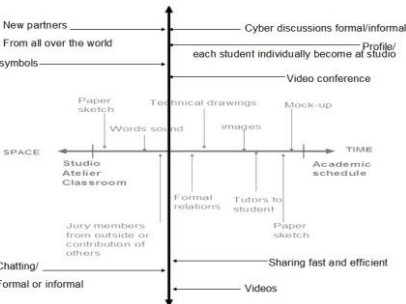 New partners
Cyber discussions formal/informal
From all over the world
Profile/
each student individually become at studio
symbols
Video conference
Paper
sketch
Technical drawings
Mock-up
Words sound
images
SPACE
TIME
Studio
Atelier
Classroom
Academic
schedule
Formal
relations
Tutors to
student
Jury members
from outside or
contribution of
others
Paper
sketch
Chatting/
Formal or informal
Sharing fast and efficient
Videos